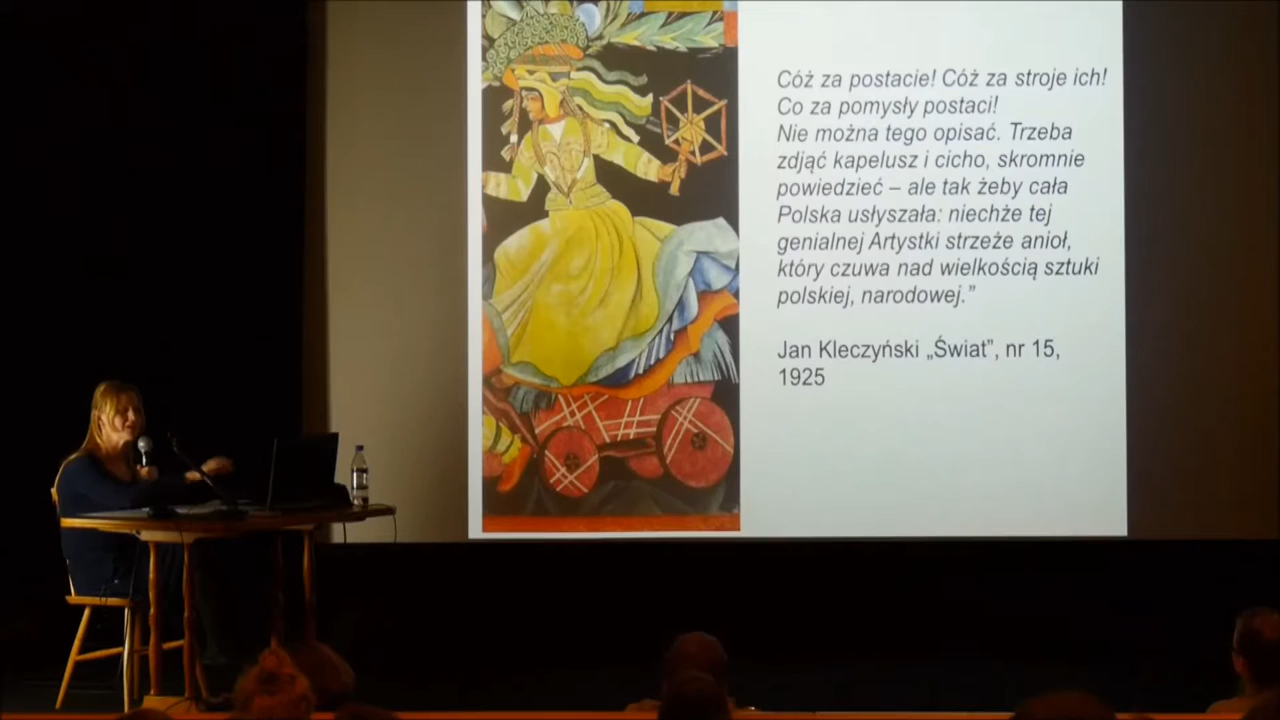 Cóż za postacie! Cóż za stroje ich!
Co za pomysły postaci!
Nie można tego opisać. Trzeba
zdjąć kapelusz i cicho, skromnie
powiedzieć – ale tak żeby cała
Polska usłyszała: niechże tej
genialnej Artystki strzeże anioł,
który czuwa nad wielkością sztuki
polskiej, narodowej.”
Jan Kleczyński „Świat”, nr 15,
1925